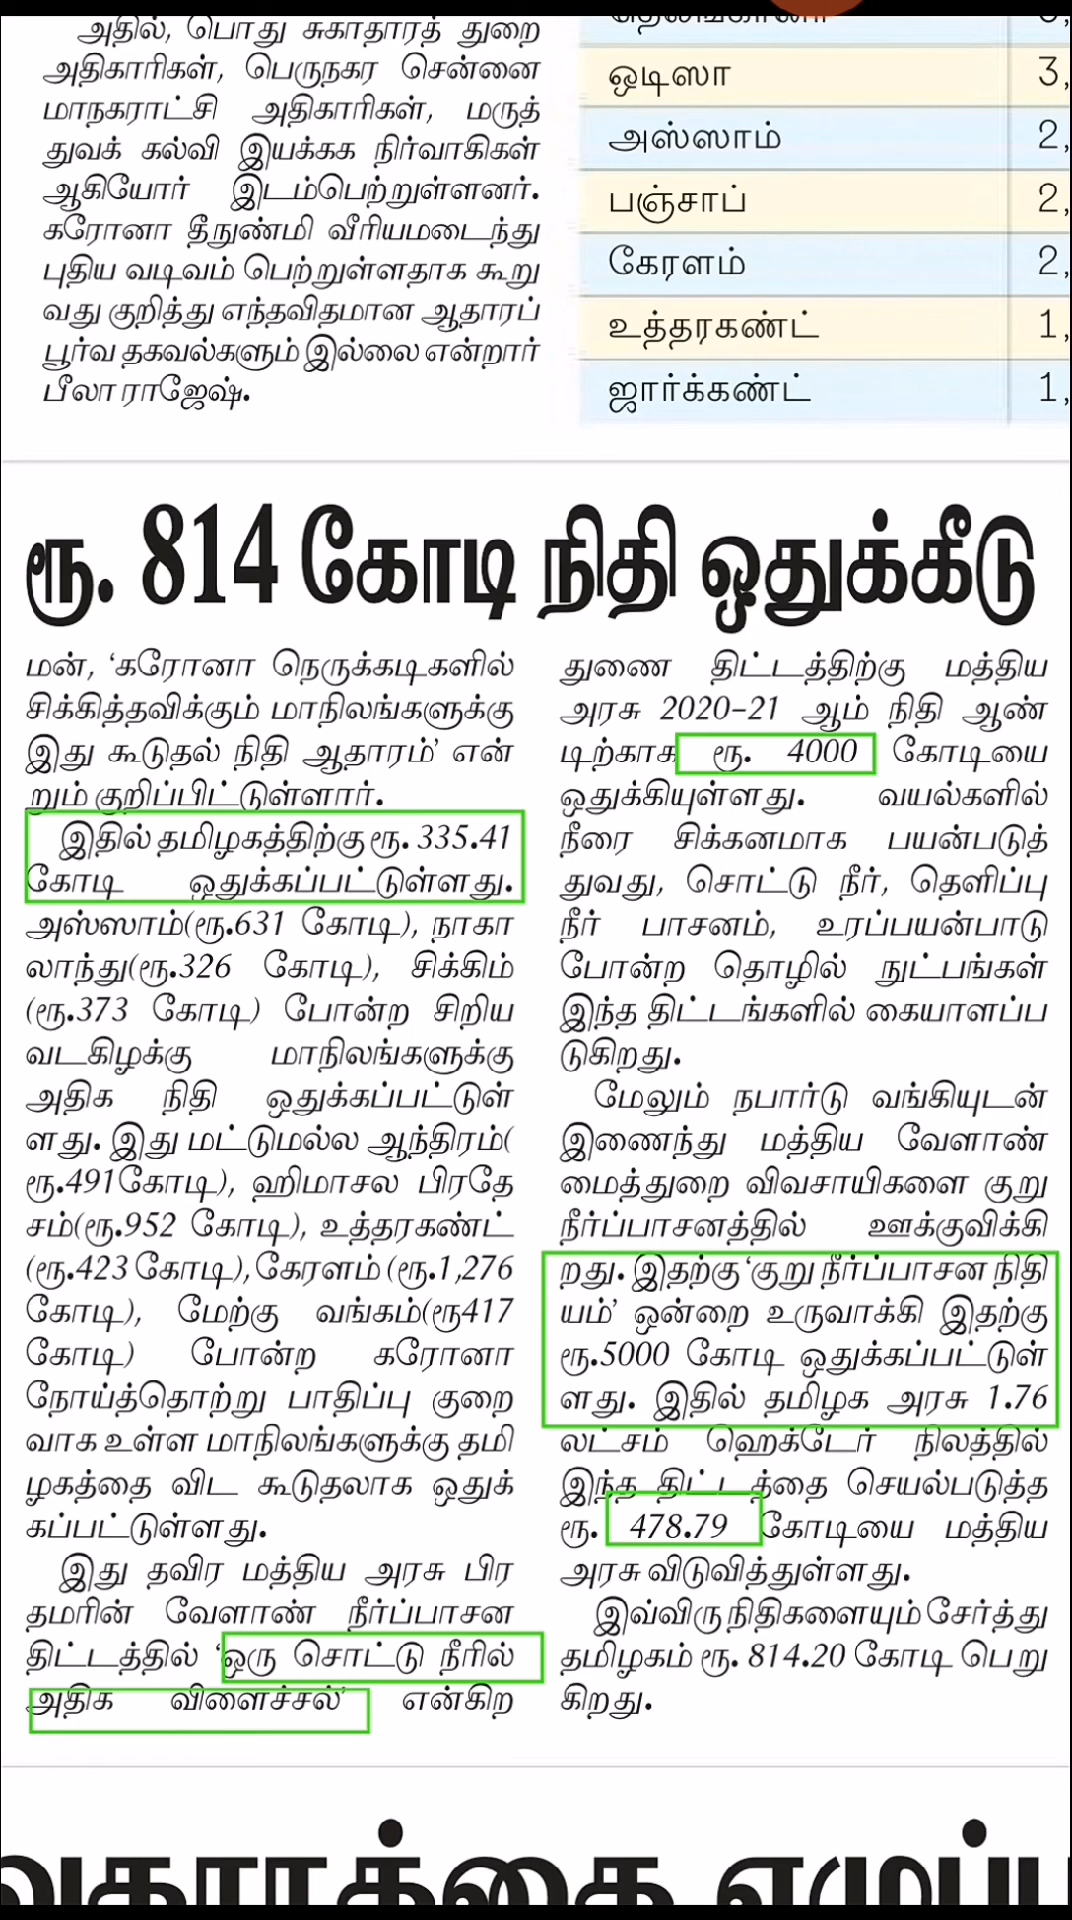 அதில், பொது சுகாதாரத் துறை
அதிகாரிகள், பெருநகர சென்னை
மாநகராட்சி அதிகாரிகள், மருத்
துவக் கல்வி இயக்கக நிர்வாகிகள்
ஆகியோர் இடம்பெற்றுள்ளனர்.
கரோனா தீநுண்மி வீரியமடைந்து
புதிய வடிவம் பெற்றுள்ளதாக கூறு
வது குறித்து எந்தவிதமான ஆதாரப்
பூர்வ தகவல்களும் இல்லை என்றார்
பீலா ராஜேஷ்.
ஒடிஸா 3,
அஸ்ஸாம் 2,
பஞ்சாப் 2,
கேரளம் 2,
உத்தரகண்ட் 1,
ஜார்க்கண்ட் 1,
ரூ. 814 கோடி நிதி ஒதுக்கீடு
மன், ‘கரோனா நெருக்கடிகளில்
சிக்கித்தவிக்கும் மாநிலங்களுக்கு
இது கூடுதல் நிதி ஆதாரம்’ என்
றும் குறிப்பிட்டுள்ளார்.
இதில் தமிழகத்திற்கு ரூ. 335.41
கோடி ஒதுக்கப்பட்டுள்ளது.
அஸ்ஸாம்(ரூ.631 கோடி), நாகா
லாந்து(ரூ.326 கோடி), சிக்கிம்
(ரூ.373 கோடி) போன்ற சிறிய
வடகிழக்கு மாநிலங்களுக்கு
அதிக நிதி ஒதுக்கப்பட்டுள்
ளது. இது மட்டுமல்ல ஆந்திரம்(
ரூ.491கோடி), ஹிமாசல பிரதே
சம்(ரூ.952 கோடி), உத்தரகண்ட்
(ரூ.423 கோடி), கேரளம் (ரூ.1,276
கோடி), மேற்கு வங்கம்(ரூ417
கோடி) போன்ற கரோனா
நோய்த்தொற்று பாதிப்பு குறை
வாக உள்ள மாநிலங்களுக்கு தமி
ழகத்தை விட கூடுதலாக ஒதுக்
கப்பட்டுள்ளது.
இது தவிர மத்திய அரசு பிர
தமரின் வேளாண் நீர்ப்பாசன
திட்டத்தில் ‘ஒரு சொட்டு நீரில்
அதிக விளைச்சல்’ என்கிற
துணை திட்டத்திற்கு மத்திய
அரசு 2020-21 ஆம் நிதி ஆண்
டிற்காக ரூ. 4000 கோடியை
ஒதுக்கியுள்ளது. வயல்களில்
நீரை சிக்கனமாக பயன்படுத்
துவது, சொட்டு நீர், தெளிப்பு
நீர் பாசனம், உரப்பயன்பாடு
போன்ற தொழில் நுட்பங்கள்
இந்த திட்டங்களில் கையாளப்ப
டுகிறது.
மேலும் நபார்டு வங்கியுடன்
இணைந்து மத்திய வேளாண்
மைத்துறை விவசாயிகளை குறு
நீர்ப்பாசனத்தில் ஊக்குவிக்கி
றது. இதற்கு ‘குறு நீர்ப்பாசன நிதி
யம்’ ஒன்றை உருவாக்கி இதற்கு
ரூ.5000 கோடி ஒதுக்கப்பட்டுள்
ளது. இதில் தமிழக அரசு 1.76
லட்சம் ஹெக்டேர் நிலத்தில்
இந்த திட்டத்தை செயல்படுத்த
ரூ. 478.79 கோடியை மத்திய
அரசு விடுவித்துள்ளது.
இவ்விரு நிதிகளையும் சேர்த்து
தமிழகம் ரூ. 814.20 கோடி பெறு
கிறது.